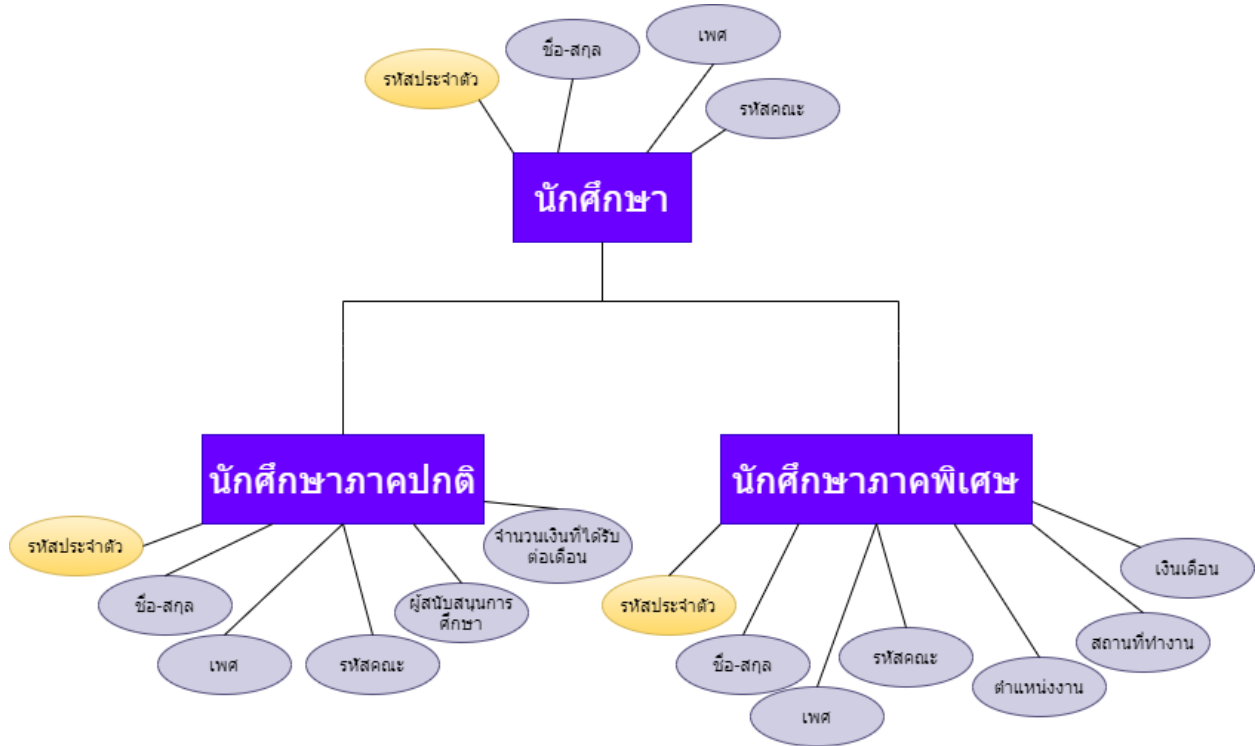 เพศ
ชื่อ-สกุล
รหัสประจำตัว
รหัสคณะ
นักศึกษา
นักศึกษาภาคปกติ
นักศึกษาภาคพิเศษ
รหัสประจำตัว
ชื่อ-สกุล
เพศ
รหัสคณะ
ผู้สนับสนุนการ
ศึกษา
จำนวนเงินที่ได้รับ
ต่อเดือน
รหัสประจำตัว
ชื่อ-สกุล
เพศ
รหัสคณะ
ตำแหน่งงาน
สถานที่ทำงาน
เงินเดือน